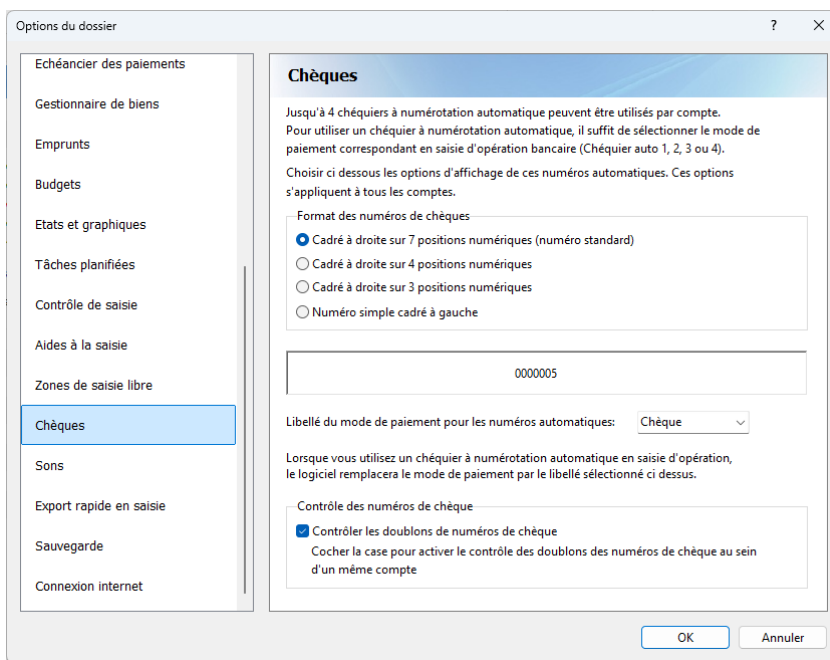 Options du dossier
?
Echéancier des paiements
Gestionnaire de biens
Emprunts
Budgets
Etats et graphiques
Tâches planifiées
Contrôle de saisie
Aides à la saisie
Zones de saisie libre
Chèques
Sons
Export rapide en saisie
Sauvegarde
Connexion internet
Chèques
Jusqu'à 4 chéquiers à numérotation automatique peuvent être utilisés par compte.
Pour utiliser un chéquier à numérotation automatique, il suffit de sélectionner le mode de
paiement correspondant en saisie d'opération bancaire (Chéquier auto 1, 2, 3 ou 4).
Choisir ci dessous les options d'affichage de ces numéros automatiques. Ces options
s'appliquent à tous les comptes.
Format des numéros de chèques
Cadré à droite sur 7 positions numériques (numéro standard)
Cadré à droite sur 4 positions numériques
Cadré à droite sur 3 positions numériques
Numéro simple cadré à gauche
0000005
Libellé du mode de paiement pour les numéros automatiques: Chèque
Lorsque vous utilisez un chéquier à numérotation automatique en saisie d'opération,
le logiciel remplacera le mode de paiement par le libellé sélectionné ci dessus.
Contrôle des numéros de chèque
Contrôler les doublons de numéros de chèque
Cocher la case pour activer le contrôle des doublons des numéros de chèque au sein
d'un même compte
OK
Annuler